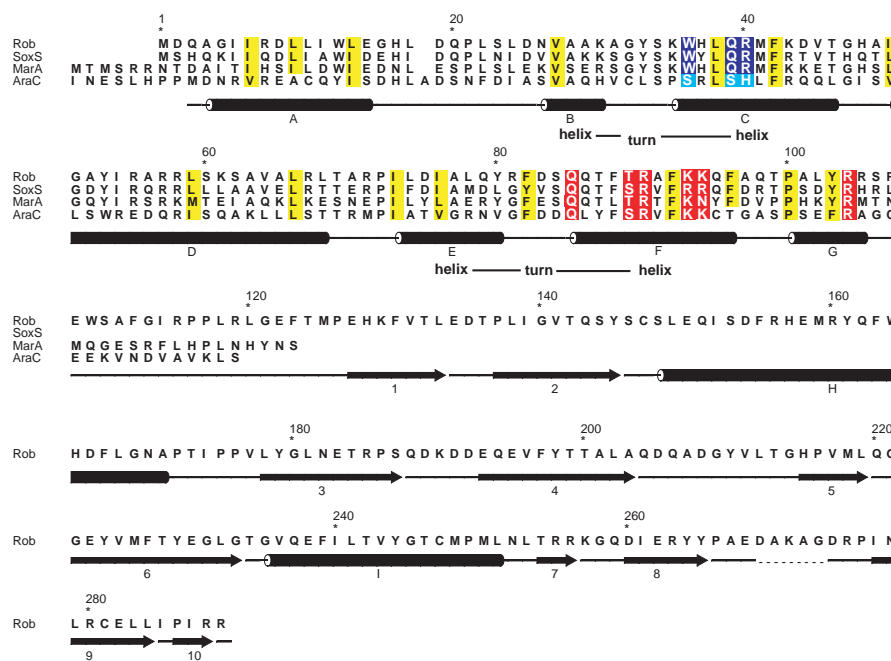 1 20 40
* * *
Rob M D Q A G I I R D L L I W L E G H L D Q P L S L D N V A A K A G Y S K W H L Q R M F K D V T G H A I
SoxS M S H Q K I I Q D L I A W I D E H I D Q P L N I D V V A K K S G Y S K W Y L Q R M F R T V T H Q T L
MarA M T M S R R N T D A I T I H S I L D W I E D N L E S P L S L E K V S E R S G Y S K W H L Q R M F K K E T G H S L
AraC I N E S L H P P M D N R V R E A C Q Y I S D H L A D S N F D I A S V A Q H V C L S P S R L S H L F R Q Q L G I S V
A B C
helix turn helix
60 80 100
* * *
Rob G A Y I R A R R L S K S A V A L R L T A R P I L D I A L Q Y R F D S Q Q T F T R A F K K Q F A Q T P A L Y R R S P
SoxS G D Y I R Q R R L L L A A V E L R T T E R P I F D I A M D L G Y V S Q Q T F S R V F R R Q F D R T P S D Y R H R L
MarA G Q Y I R S R K M T E I A Q K L K E S N E P I L Y L A E R Y G F E S Q Q T L T R T F K N Y F D V P P H K Y R M T N
AraC L S W R E D Q R I S Q A K L L L S T T R M P I A T V G R N V G F D D Q L Y F S R V F K K C T G A S P S E F R A G C
D E F G
helix turn helix
120 140 160
* * *
Rob E W S A F G I R P P L R L G E F T M P E H K F V T L E D T P L I G V T Q S Y S C S L E Q I S D F R H E M R Y Q F W
SoxS
MarA M Q G E S R F L H P L N H Y N S
AraC E E K V N D V A V K L S
1 2 H
180 200 220
* * *
Rob H D F L G N A P T I P P V L Y G L N E T R P S Q D K D D E Q E V F Y T T A L A Q D Q A D G Y V L T G H P V M L Q G
3 4 5
240 260
* *
Rob G E Y V M F T Y E G L G T G V Q E F I L T V Y G T C M P M L N L T R R K G Q D I E R Y Y P A E D A K A G D R P I N
6 I 7 8
280
*
Rob L R C E L L I P I R R
9 10